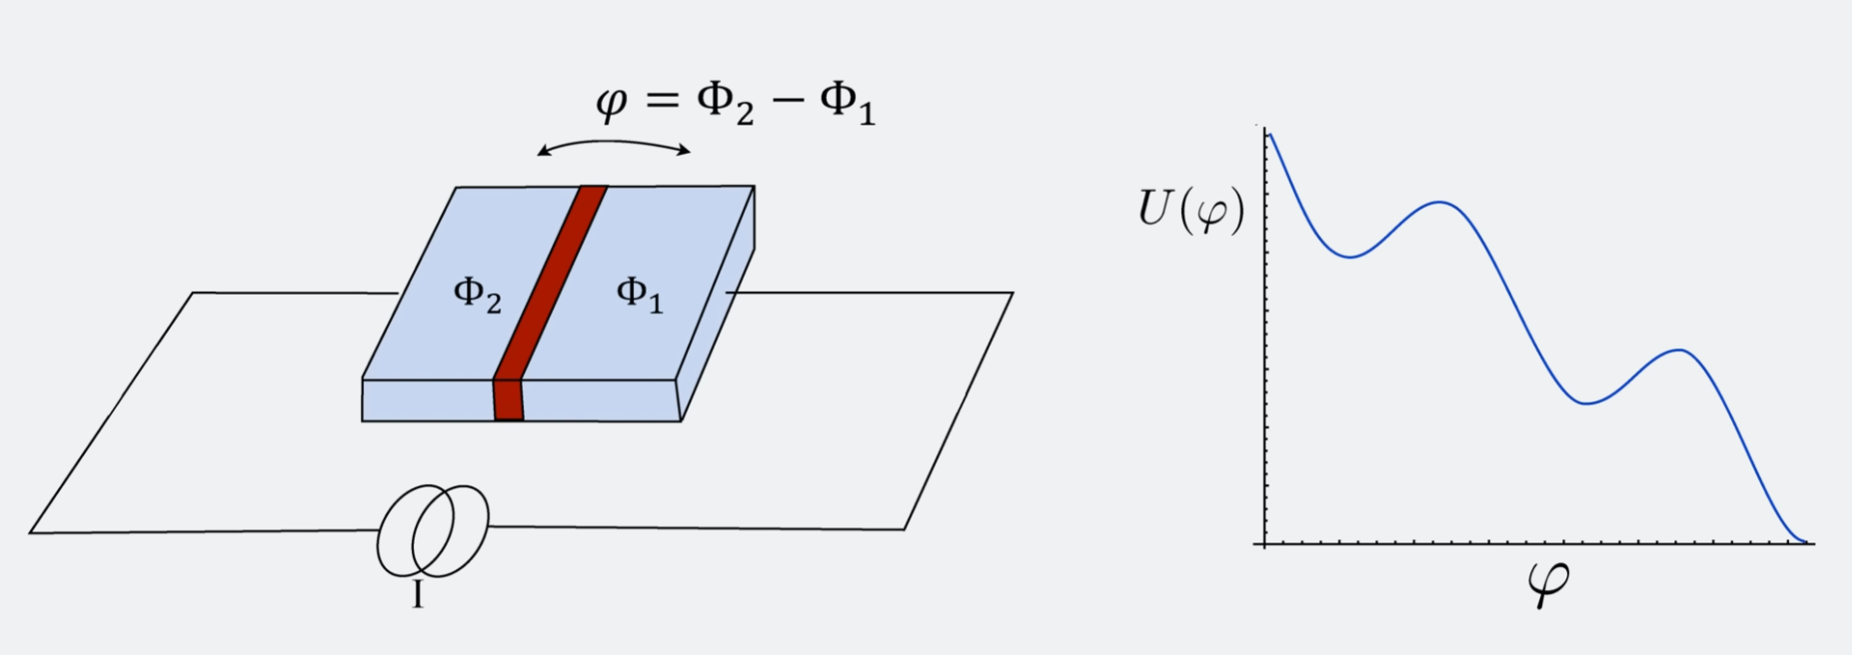 φ = Φ₂ − Φ₁
Φ₂
Φ₁
I
U(φ)
φ